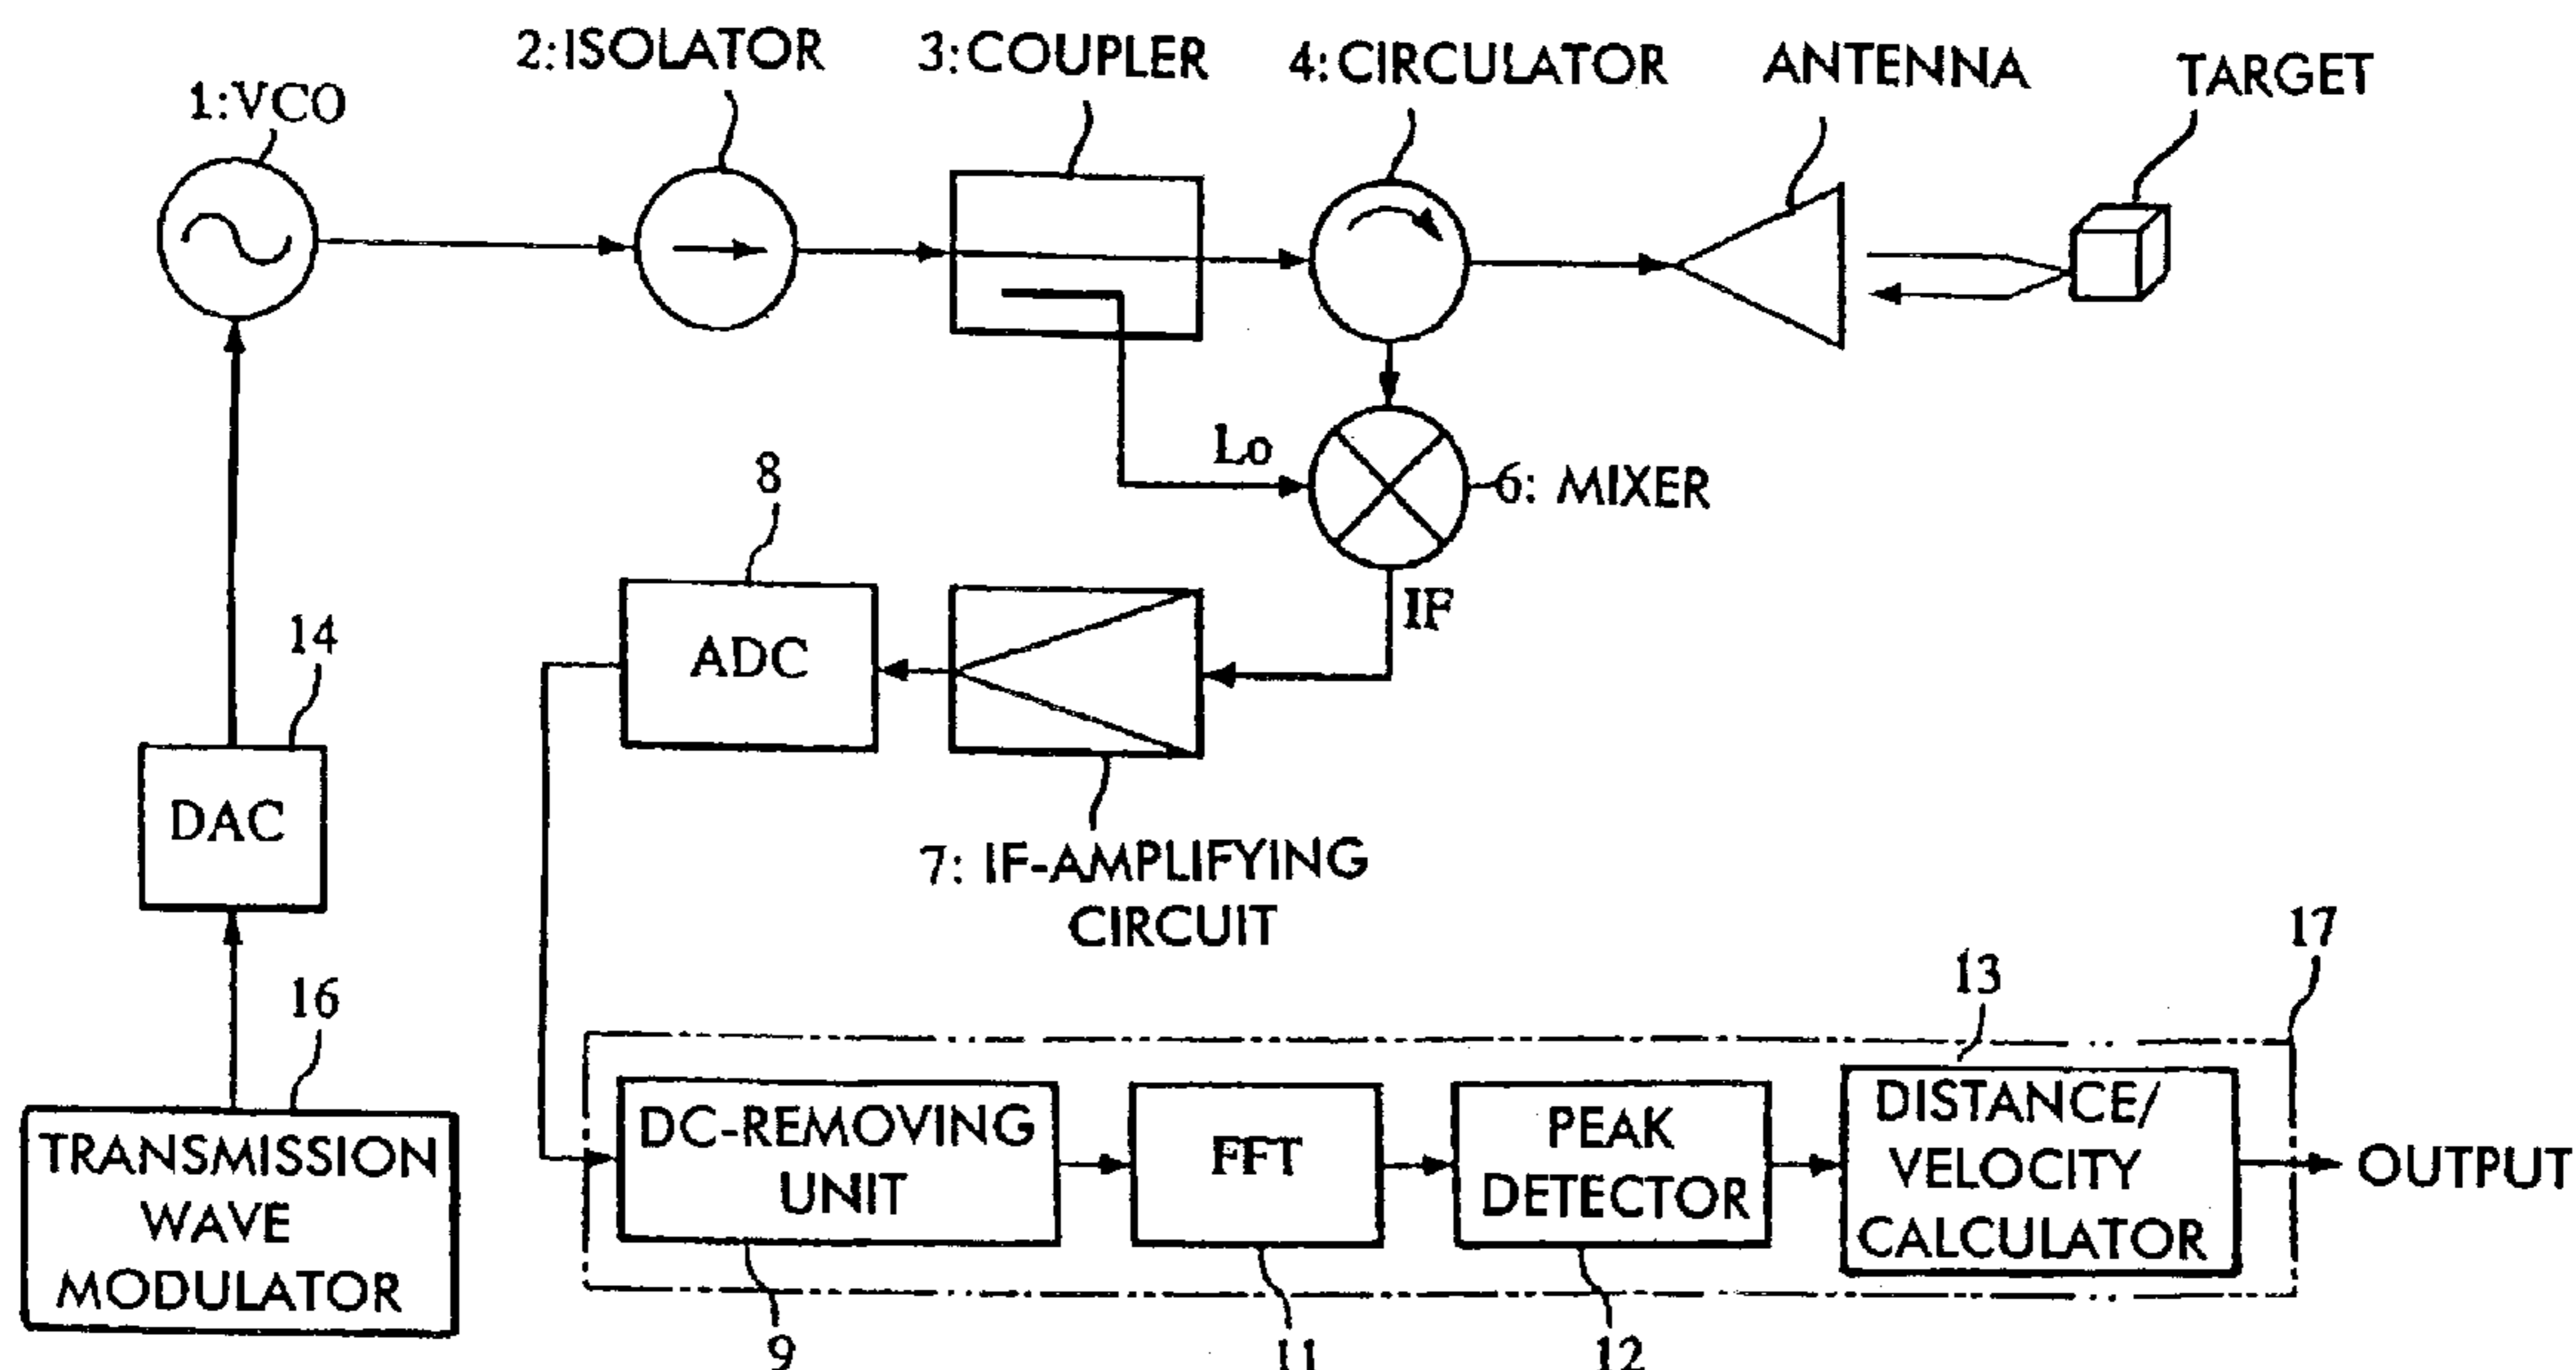 1:VCO
2:ISOLATOR
3:COUPLER
4:CIRCULATOR
ANTENNA
TARGET
Lo
6: MIXER
IF
8
ADC
7: IF-AMPLIFYING
CIRCUIT
14
DAC
16
TRANSMISSION
WAVE
MODULATOR
17
DC-REMOVING
UNIT
9
FFT
11
PEAK
DETECTOR
12
13
DISTANCE/
VELOCITY
CALCULATOR
OUTPUT